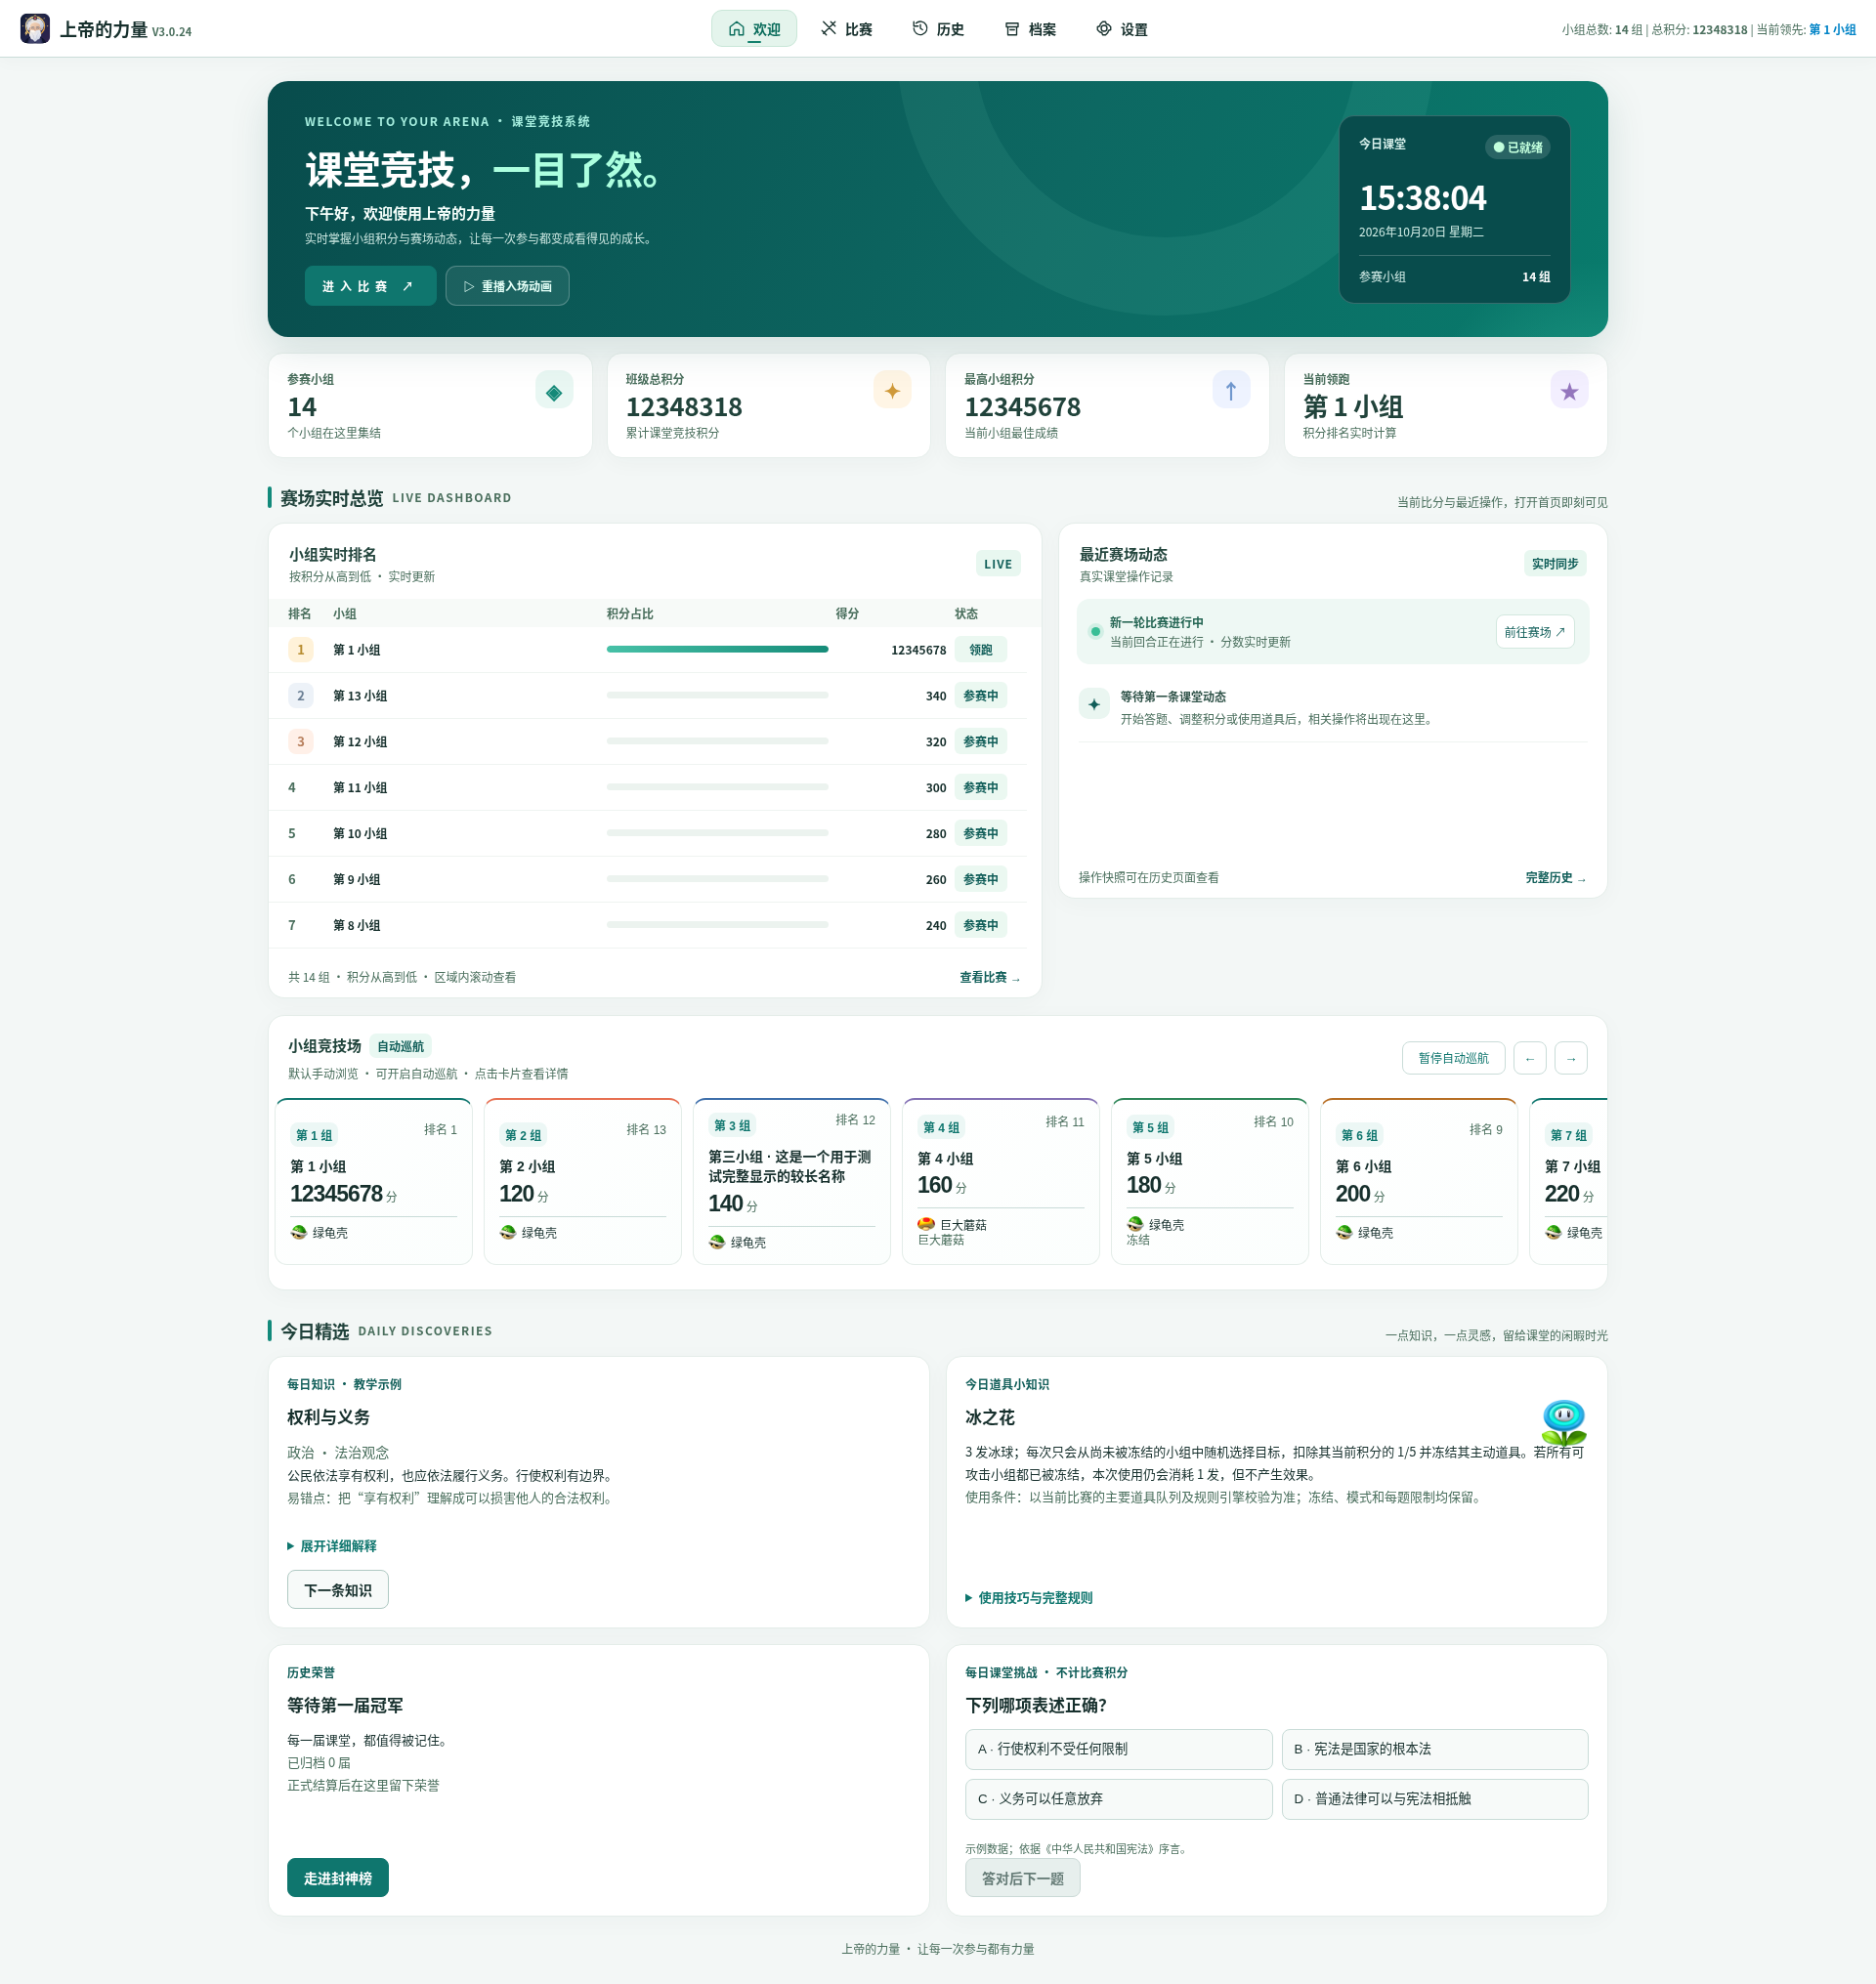 上帝的力量 V3.0.24
欢迎
比赛
历史
档案
设置
小组总数: 14 组 | 总积分: 12348318 | 当前领先: 第 1 小组
WELCOME TO YOUR ARENA · 课堂竞技系统
课堂竞技，一目了然。
下午好，欢迎使用上帝的力量
实时掌握小组积分与赛场动态，让每一次参与都变成看得见的成长。
进入比赛 ↗
▷ 重播入场动画
今日课堂
已就绪
15:38:04
2026年10月20日 星期二
参赛小组 14 组
参赛小组
14
个小组在这里集结
班级总积分
12348318
累计课堂竞技积分
最高小组积分
12345678
当前小组最佳成绩
当前领跑
第 1 小组
积分排名实时计算
赛场实时总览 LIVE DASHBOARD
当前比分与最近操作，打开首页即刻可见
小组实时排名
按积分从高到低 · 实时更新
LIVE
排名 小组 积分占比 得分 状态
1 第 1 小组 12345678 领跑
2 第 13 小组 340 参赛中
3 第 12 小组 320 参赛中
4 第 11 小组 300 参赛中
5 第 10 小组 280 参赛中
6 第 9 小组 260 参赛中
7 第 8 小组 240 参赛中
共 14 组 · 积分从高到低 · 区域内滚动查看
查看比赛 →
最近赛场动态
真实课堂操作记录
实时同步
新一轮比赛进行中
当前回合正在进行 · 分数实时更新
前往赛场 ↗
等待第一条课堂动态
开始答题、调整积分或使用道具后，相关操作将出现在这里。
操作快照可在历史页面查看
完整历史 →
小组竞技场 自动巡航
默认手动浏览 · 可开启自动巡航 · 点击卡片查看详情
暂停自动巡航
←
→
第 1 组 排名 1
第 1 小组
12345678 分
绿龟壳
第 2 组 排名 13
第 2 小组
120 分
绿龟壳
第 3 组 排名 12
第三小组 · 这是一个用于测
试完整显示的较长名称
140 分
绿龟壳
第 4 组 排名 11
第 4 小组
160 分
巨大蘑菇
巨大蘑菇
第 5 组 排名 10
第 5 小组
180 分
绿龟壳
冻结
第 6 组 排名 9
第 6 小组
200 分
绿龟壳
第 7 组
第 7 小组
220 分
绿龟壳
今日精选 DAILY DISCOVERIES
一点知识，一点灵感，留给课堂的闲暇时光
每日知识 · 教学示例
权利与义务
政治 · 法治观念
公民依法享有权利，也应依法履行义务。行使权利有边界。
易错点：把“享有权利”理解成可以损害他人的合法权利。
▶ 展开详细解释
下一条知识
今日道具小知识
冰之花
3 发冰球；每次只会从尚未被冻结的小组中随机选择目标，扣除其当前积分的 1/5 并冻结其主动道具。若所有可
攻击小组都已被冻结，本次使用仍会消耗 1 发，但不产生效果。
使用条件：以当前比赛的主要道具队列及规则引擎校验为准；冻结、模式和每题限制均保留。
▶ 使用技巧与完整规则
历史荣誉
等待第一届冠军
每一届课堂，都值得被记住。
已归档 0 届
正式结算后在这里留下荣誉
走进封神榜
每日课堂挑战 · 不计比赛积分
下列哪项表述正确？
A · 行使权利不受任何限制
B · 宪法是国家的根本法
C · 义务可以任意放弃
D · 普通法律可以与宪法相抵触
示例数据；依据《中华人民共和国宪法》序言。
答对后下一题
上帝的力量 · 让每一次参与都有力量